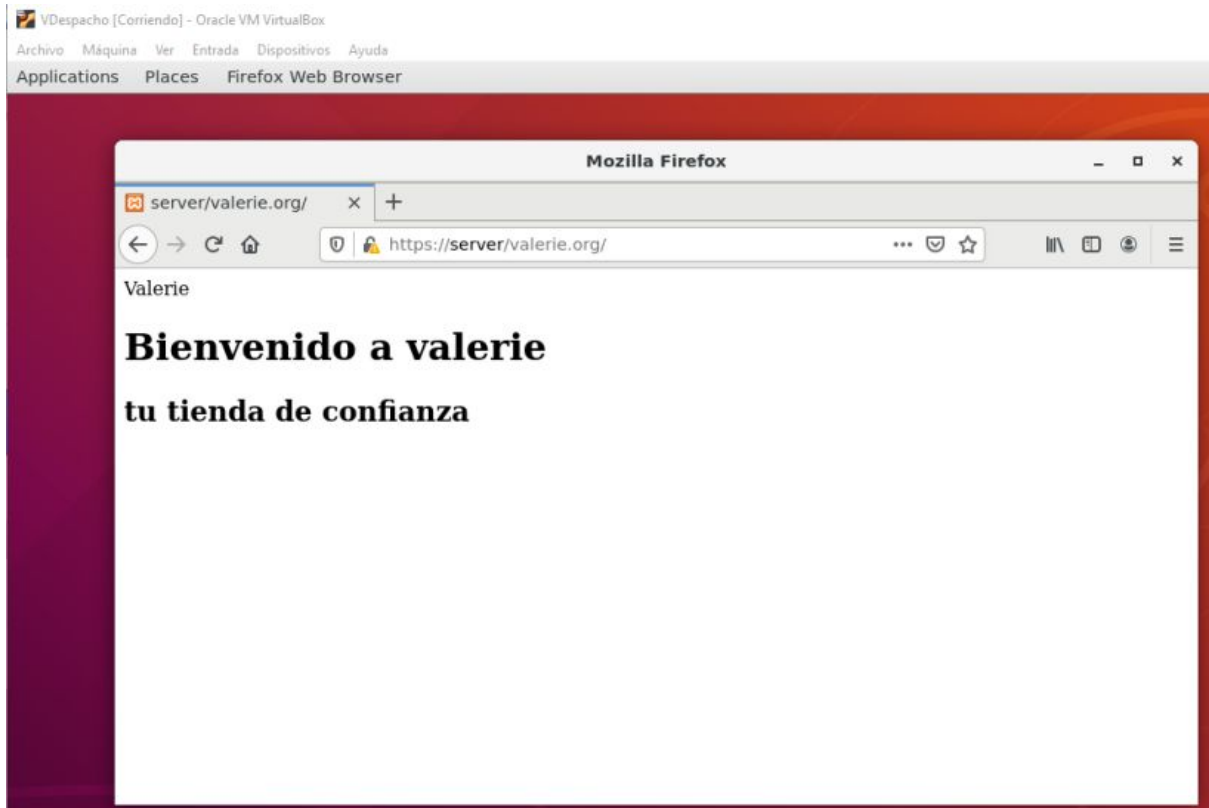 VDespacho [Corriendo] - Oracle VM VirtualBox
Archivo Máquina Ver Entrada Dispositivos Ayuda
Applications Places Firefox Web Browser
Mozilla Firefox
server/valerie.org/
https://server/valerie.org/
Valerie
Bienvenido a valerie
tu tienda de confianza